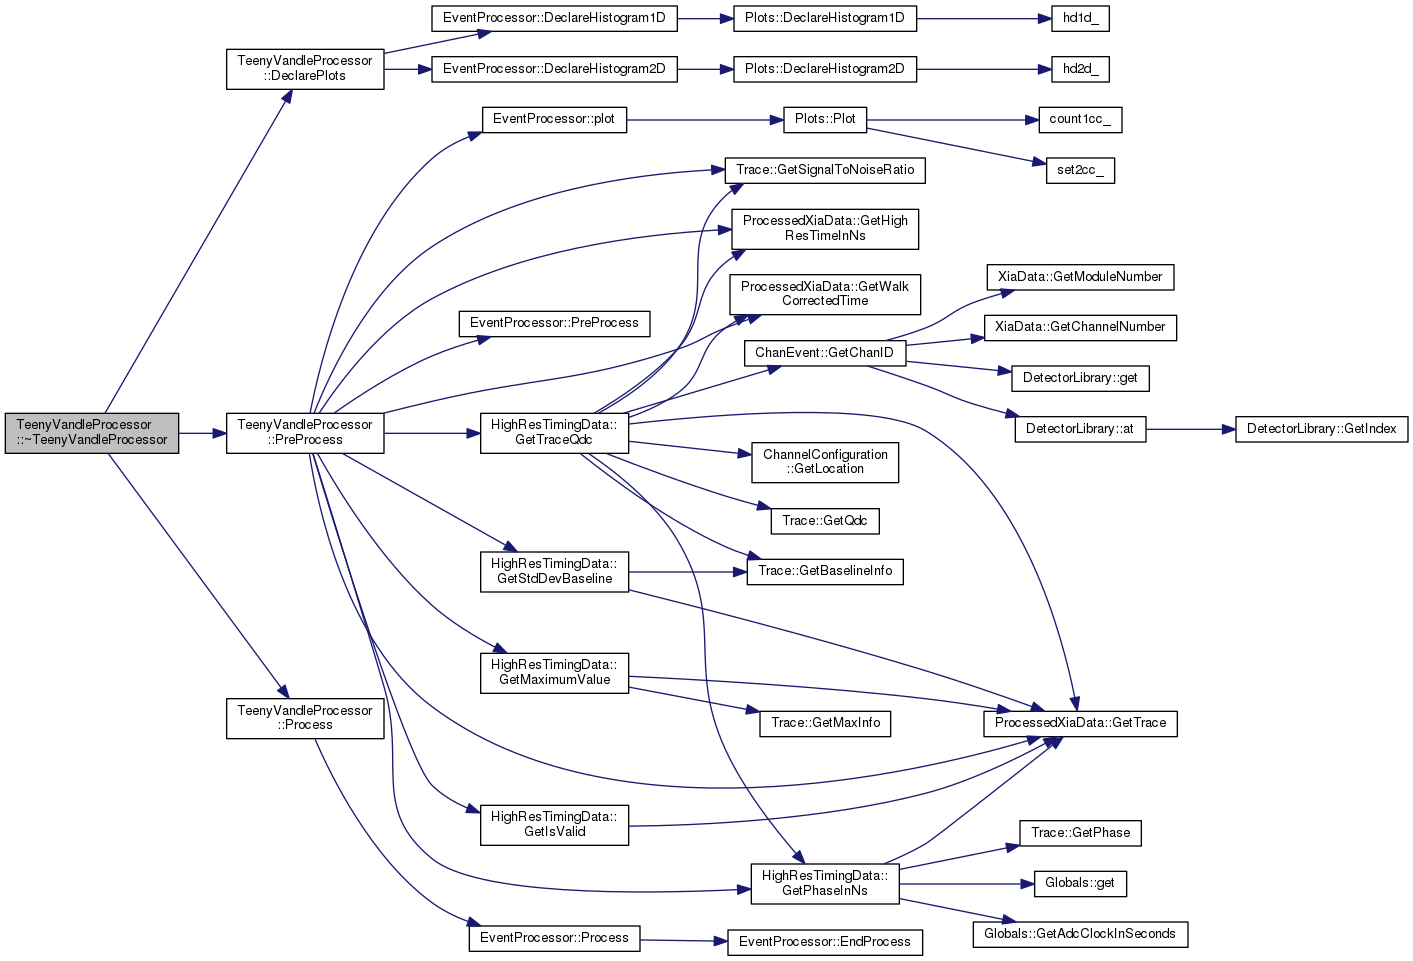 EventProcessor::DeclareHistogram1D
Plots::DeclareHistogram1D
hd1d_
TeenyVandleProcessor
::DeclarePlots
EventProcessor::DeclareHistogram2D
Plots::DeclareHistogram2D
hd2d_
EventProcessor::plot
Plots::Plot
count1cc_
set2cc_
Trace::GetSignalToNoiseRatio
ProcessedXiaData::GetHigh
ResTimeInNs
ProcessedXiaData::GetWalk
CorrectedTime
XiaData::GetModuleNumber
EventProcessor::PreProcess
XiaData::GetChannelNumber
ChanEvent::GetChanID
DetectorLibrary::get
TeenyVandleProcessor
::~TeenyVandleProcessor
TeenyVandleProcessor
::PreProcess
HighResTimingData::
GetTraceQdc
DetectorLibrary::at
DetectorLibrary::GetIndex
ChannelConfiguration
::GetLocation
Trace::GetQdc
HighResTimingData::
GetStdDevBaseline
Trace::GetBaselineInfo
HighResTimingData::
GetMaximumValue
TeenyVandleProcessor
::Process
Trace::GetMaxInfo
ProcessedXiaData::GetTrace
HighResTimingData::
GetIsValid
Trace::GetPhase
HighResTimingData::
GetPhaseInNs
Globals::get
Globals::GetAdcClockInSeconds
EventProcessor::Process
EventProcessor::EndProcess